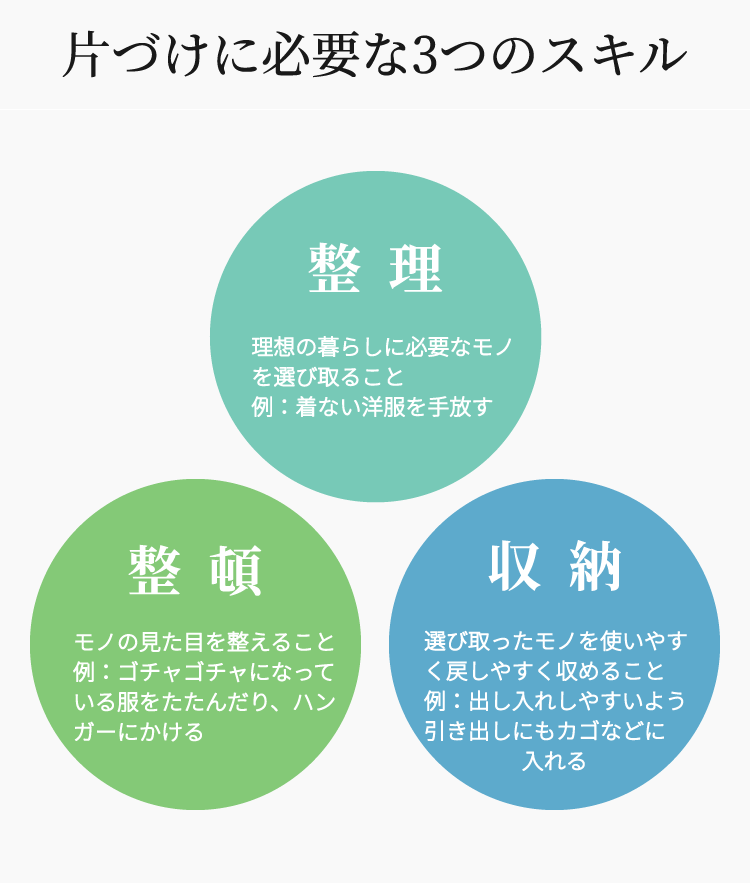 片づけに必要な3つのスキル
整理
理想の暮らしに必要なモノ
を選び取ること
例：着ない洋服を手放す
整頓
モノの見た目を整えること
例：ゴチャゴチャになって
いる服をたたんだり、ハン
ガーにかける
収納
選び取ったモノを使いやす
く戻しやすく収めること
例：出し入れしやすいよう
引き出しにもカゴなどに
入れる